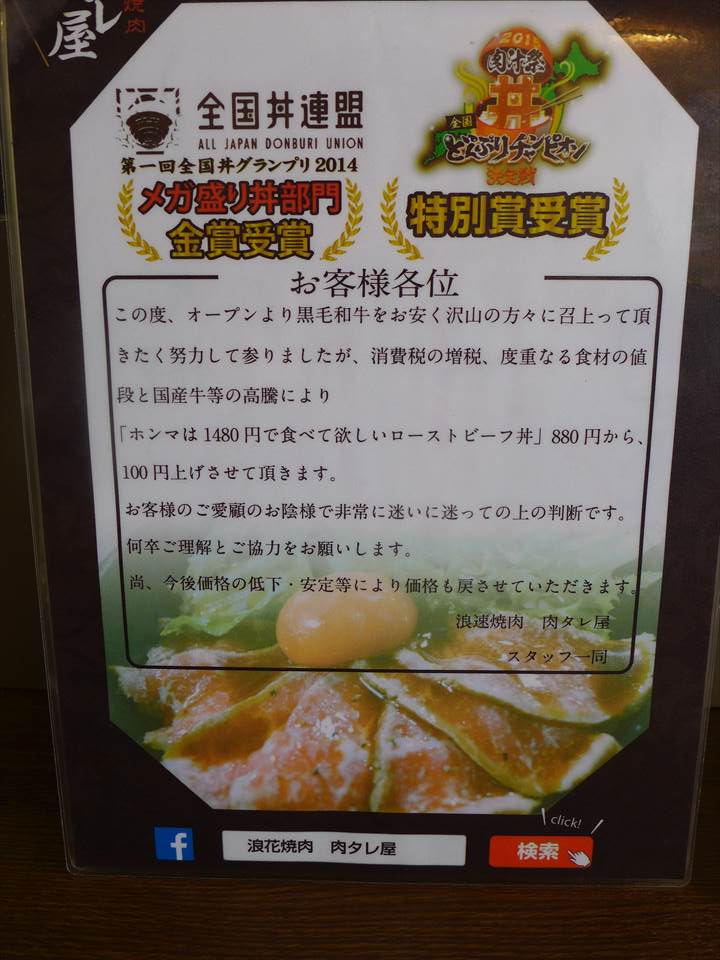 焼肉
レ
屋
全国丼連盟
ALL JAPAN DONBURI UNION
第一回全国丼グランプリ2014
メガ盛り丼部門
金賞受賞
2015
肉汁祭
丼
全国
どんぶりチャンピオン
決定戦
特別賞受賞
お客様各位
この度、オープンより黒毛和牛をお安く沢山の方々に召上って頂
きたく努力して参りましたが、消費税の増税、度重なる食材の値
段と国産牛等の高騰により
「ホンマは1480円で食べて欲しいローストビーフ丼」880円から、
100円上げさせて頂きます。
お客様のご愛顧のお陰様で非常に迷いに迷っての上の判断です。
何卒ご理解とご協力をお願いします。
尚、今後価格の低下・安定等により価格も戻させていただきます。
浪速焼肉 肉タレ屋
スタッフ一同
click!
f
浪花焼肉 肉タレ屋
検索